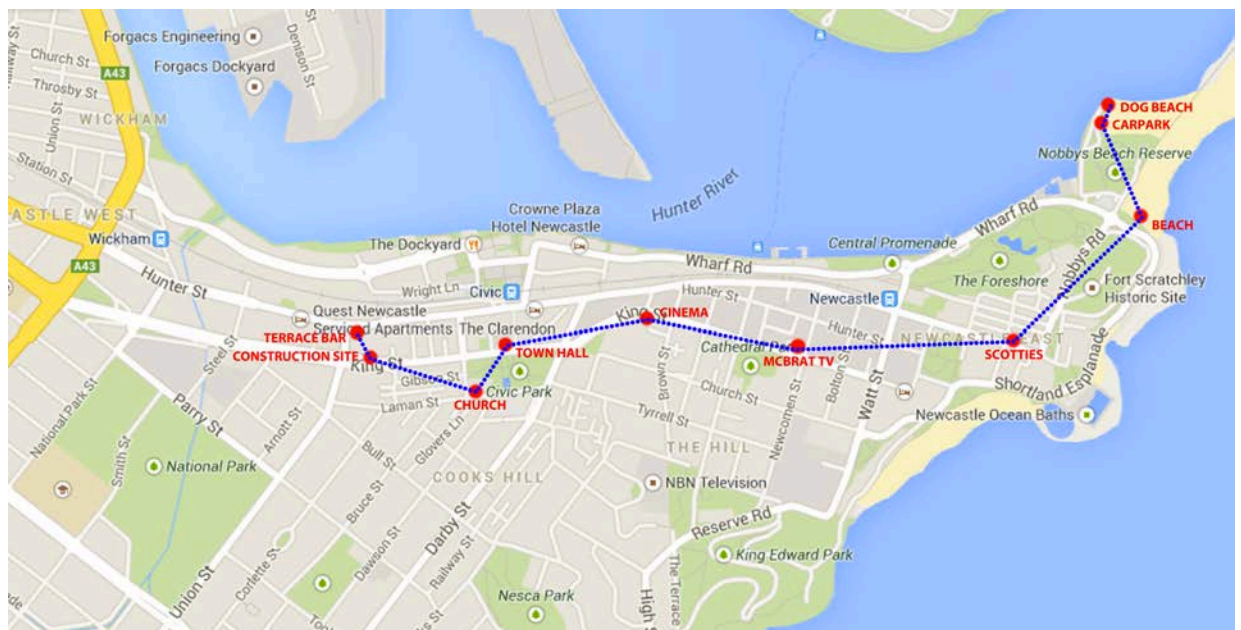 Forgacs Engineering
Forgacs Dockyard
Denison St
Railway St
Church St
A43
Throsby St
Union St
WICKHAM
Station St
ASTLE WEST
Wickham
A43
Hunter St
DOG BEACH
CARPARK
Nobbys Beach Reserve
BEACH
Hunter River
Crowne Plaza
Hotel Newcastle
The Dockyard
Wharf Rd
Central Promenade
Wharf Rd
The Foreshore
Nobbys Rd
Fort Scratchley
Historic Site
Wright Ln
Civic
Hunter St
Newcastle
Hunter St
Quest Newcastle
Serviced Apartments
The Clarendon
King St
CINEMA
TERRACE BAR
CONSTRUCTION SITE
King St
TOWN HALL
Cathedral Park
MCBRAT TV
NEWCASTLE EAST
SCOTTIES
Steel St
Gibson St
Civic Park
CHURCH
Laman St
Brown St
Church St
Bolton St
Watt St
Shortland Esplanade
Newcastle Ocean Baths
National Park St
Parry St
Arnott St
Smith St
National Park
Bull St
Glovers Ln
Tyrrell St
Newcomen St
THE HILL
COOKS HILL
NBN Television
Bruce St
Darby St
Dawson St
Railway St
Reserve Rd
King Edward Park
Union St
Corlette St
Nesca Park
High St
The Terrace